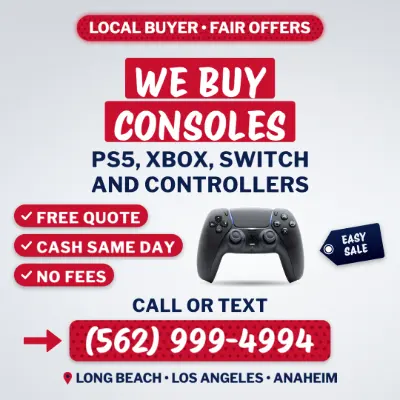 LOCAL BUYER • FAIR OFFERS
WE BUY
CONSOLES
PS5, XBOX, SWITCH
AND CONTROLLERS
FREE QUOTE
CASH SAME DAY
NO FEES
EASY
SALE
CALL OR TEXT
(562) 999-4994
LONG BEACH • LOS ANGELES • ANAHEIM